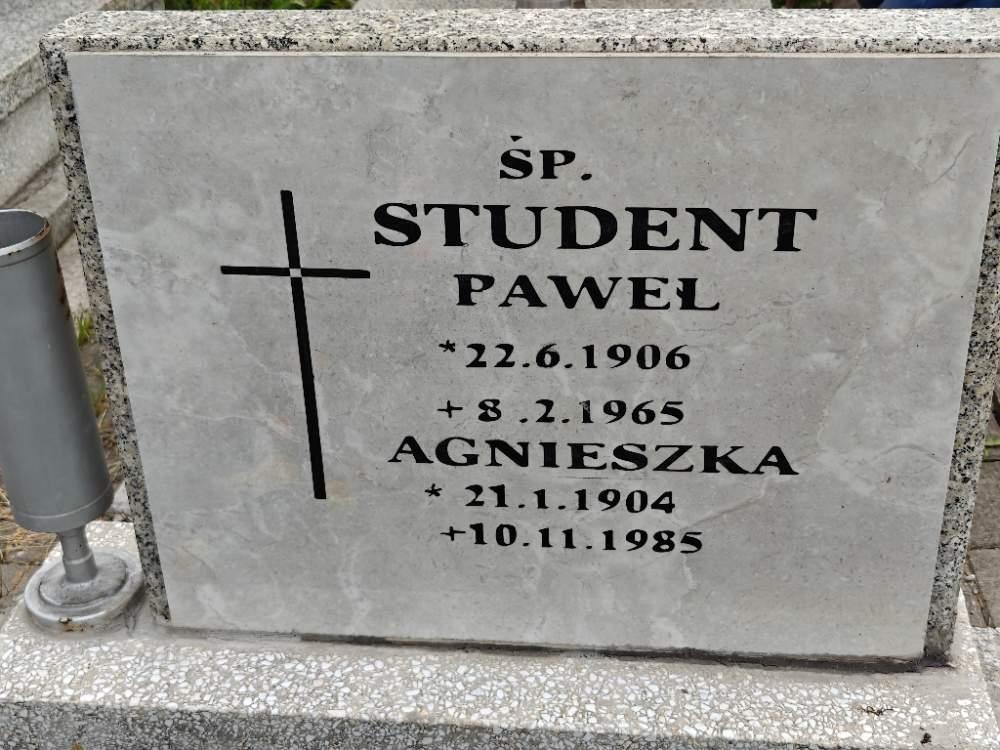 ŚP.
STUDENT
PAWEŁ
*22.6.1906
+8.2.1965
AGNIESZKA
* 21.1.1904
+10.11.1985